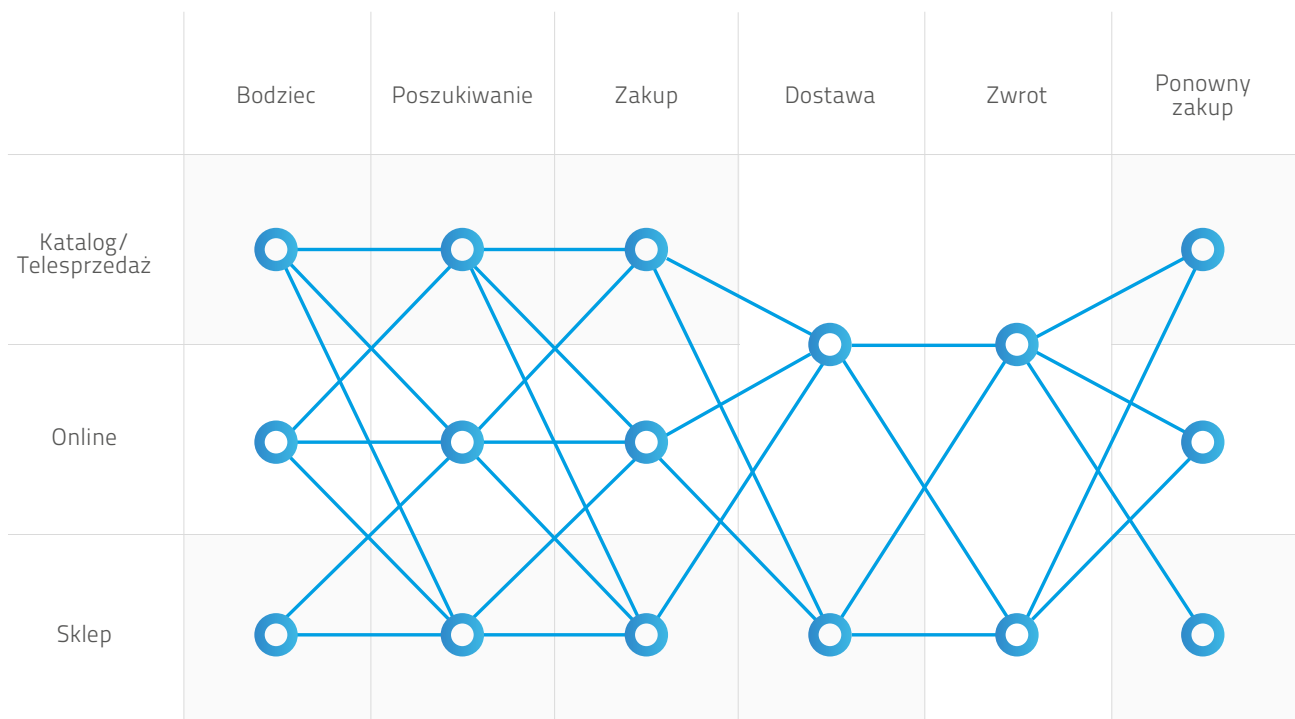 Bodziec
Poszukiwanie
Zakup
Dostawa
Zwrot
Ponowny
zakup
Katalog/
Telesprzedaż
Online
Sklep